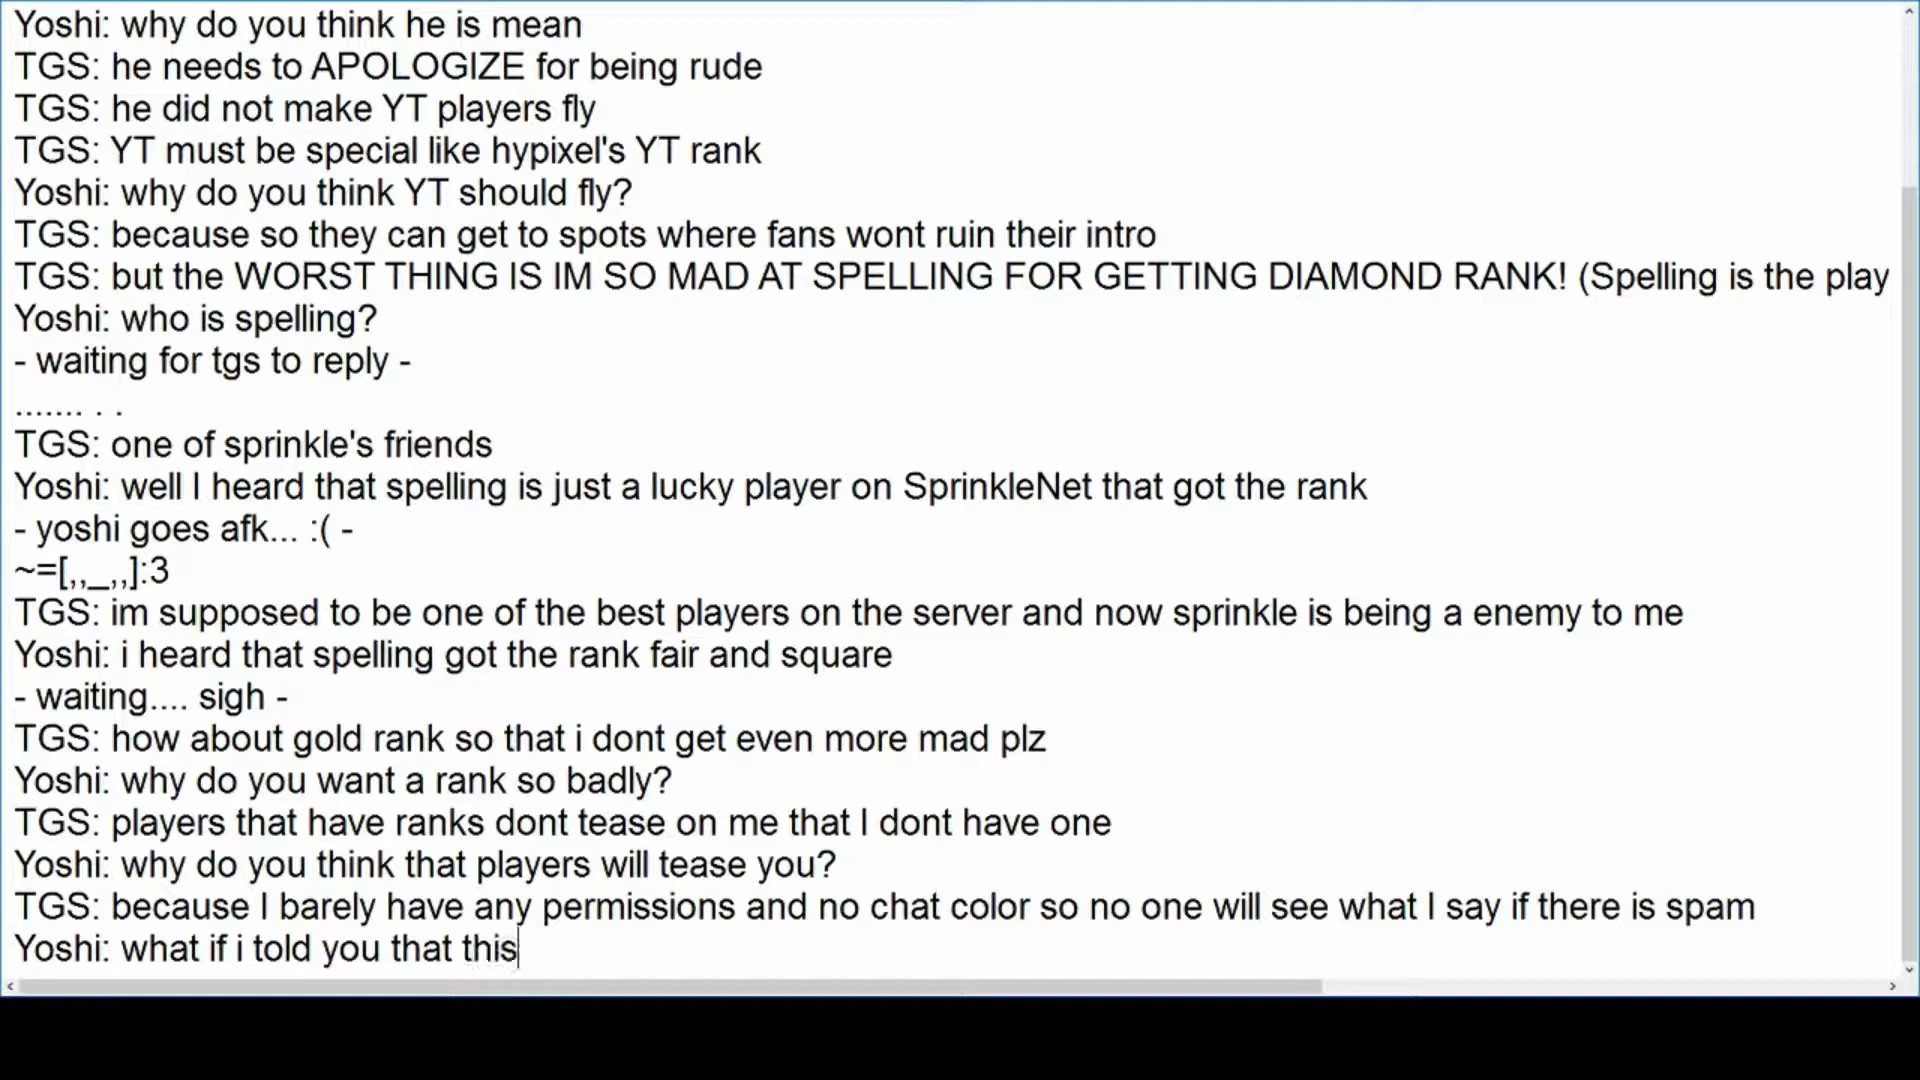 Yoshi: why do you think he is mean
TGS: he needs to APOLOGIZE for being rude
TGS: he did not make YT players fly
TGS: YT must be special like hypixel's YT rank
Yoshi: why do you think YT should fly?
TGS: because so they can get to spots where fans wont ruin their intro
TGS: but the WORST THING IS IM SO MAD AT SPELLING FOR GETTING DIAMOND RANK! (Spelling is the play
Yoshi: who is spelling?
- waiting for tgs to reply -
....... . .
TGS: one of sprinkle's friends
Yoshi: well I heard that spelling is just a lucky player on SprinkleNet that got the rank
- yoshi goes afk... :( -
~=[,,_,,]:3
TGS: im supposed to be one of the best players on the server and now sprinkle is being a enemy to me
Yoshi: i heard that spelling got the rank fair and square
- waiting.... sigh -
TGS: how about gold rank so that i dont get even more mad plz
Yoshi: why do you want a rank so badly?
TGS: players that have ranks dont tease on me that I dont have one
Yoshi: why do you think that players will tease you?
TGS: because I barely have any permissions and no chat color so no one will see what I say if there is spam
Yoshi: what if i told you that this